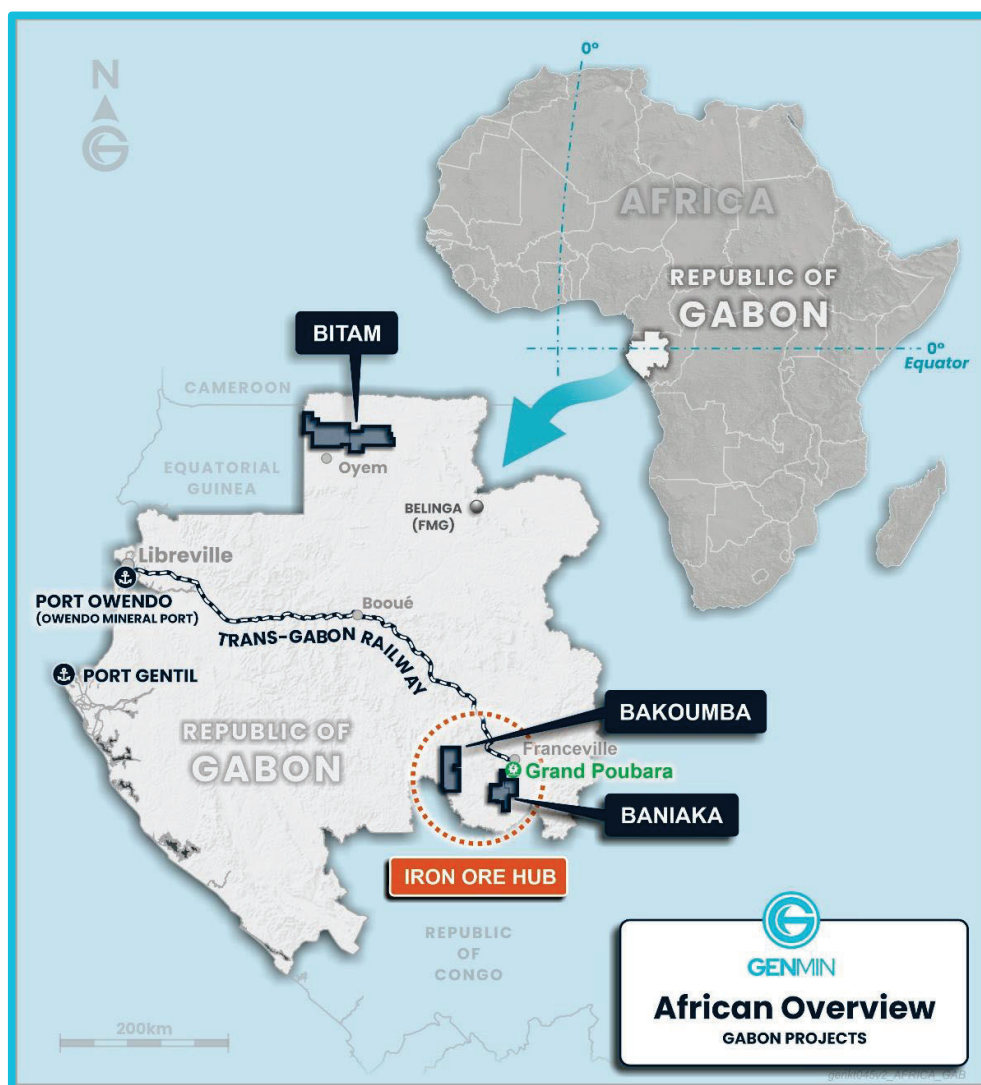 N
0°
AFRICA
REPUBLIC OF
GABON
0°
Equator
BITAM
CAMEROON
EQUATORIAL
GUINEA
Oyem
BELINGA
(FMG)
Libreville
PORT OWENDO
(OWENDO MINERAL PORT)
Booué
TRANS-GABON RAILWAY
PORT GENTIL
REPUBLIC OF
GABON
BAKOUMBA
Franceville
Grand Poubara
BANIAKA
IRON ORE HUB
REPUBLIC
OF
CONGO
200km
GENMIN
African Overview
GABON PROJECTS